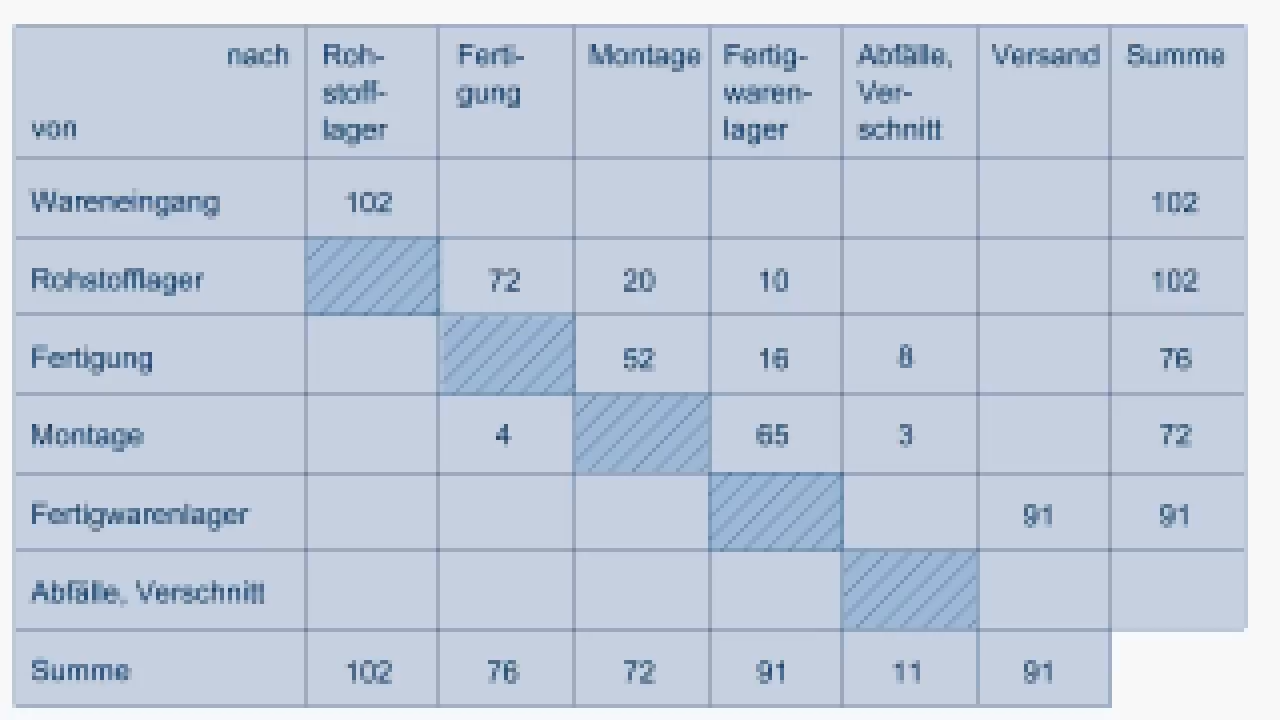 nach Roh- Ferti- Montage Fertig- Abfälle, Versand Summe
stoff- gung waren- Ver-
von lager lager schnitt
Wareneingang 102 102
Rohstofflager 72 20 10 102
Fertigung 52 16 8 76
Montage 4 65 3 72
Fertigwarenlager 91 91
Abfälle, Verschnitt
Summe 102 76 72 91 11 91